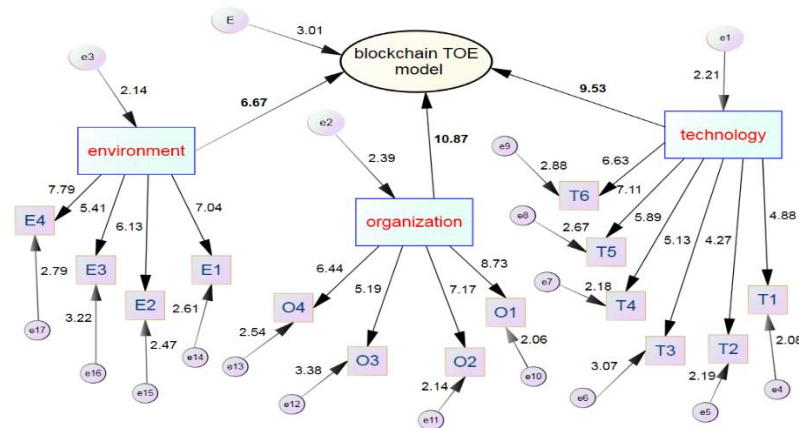 E
3.01
blockchain TOE
model
e1
2.21
e3
2.14
6.67
9.53
10.87
environment
e2
2.39
technology
organization
7.79
5.41
6.13
7.04
E4
E3
E2
E1
2.79
3.22
2.47
2.61
e17
e16
e15
e14
6.44
5.19
7.17
8.73
O4
O3
O2
O1
2.54
3.38
2.14
2.06
e13
e12
e11
e10
e9
2.88
6.63
T6
7.11
e8
2.67
5.89
T5
5.13
4.27
4.88
e7
2.18
T4
T3
T2
T1
3.07
2.19
2.08
e6
e5
e4